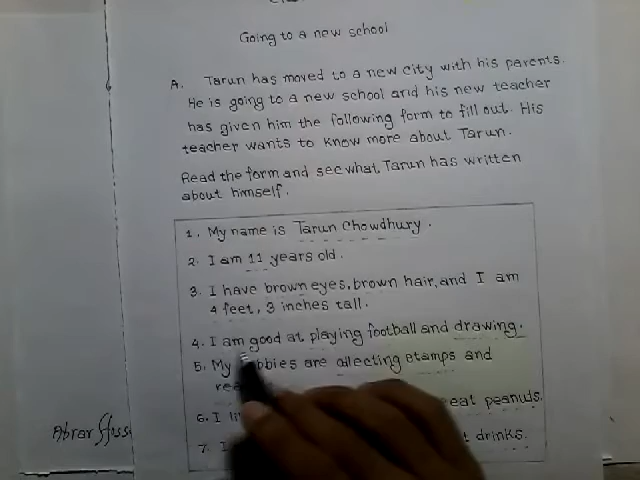 Going to a new school
A. Tarun has moved to a new city with his parents.
He is going to a new school and his new teacher
has given him the following form to fill out. His
teacher wants to know more about Tarun.
Read the form and see what Tarun has written
about himself.
1. My name is Tarun Chowdhury.
2. I am 11 years old.
3. I have brown eyes, brown hair, and I am
4 feet, 3 inches tall.
4. I am good at playing football and drawing.
5. My are and
6. I eat peanuds.
7. I drinks.
Abrar